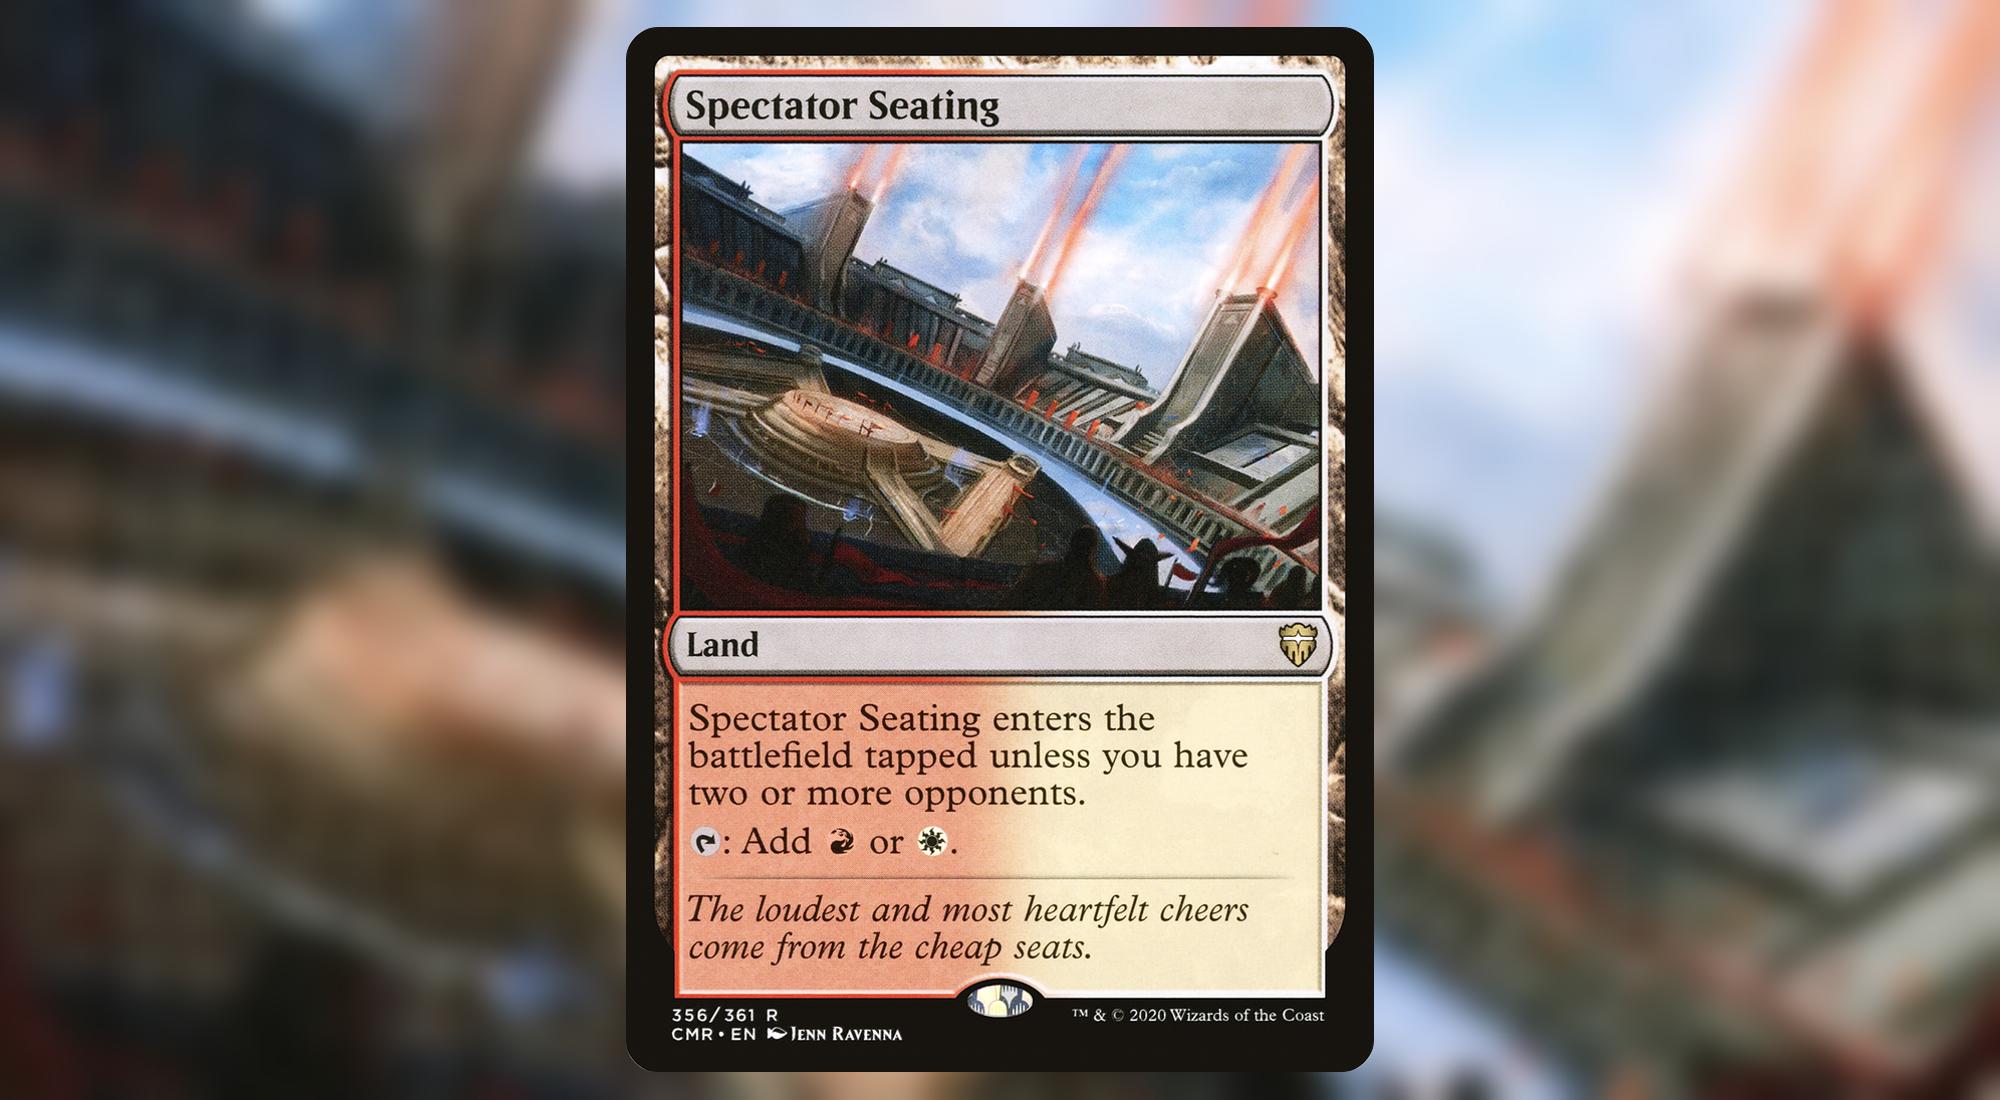 Spectator Seating
Land
Spectator Seating enters the
battlefield tapped unless you have
two or more opponents.
: Add or .
The loudest and most heartfelt cheers
come from the cheap seats.
356/361 R
CMR • EN Jenn Ravenna
™ & © 2020 Wizards of the Coast